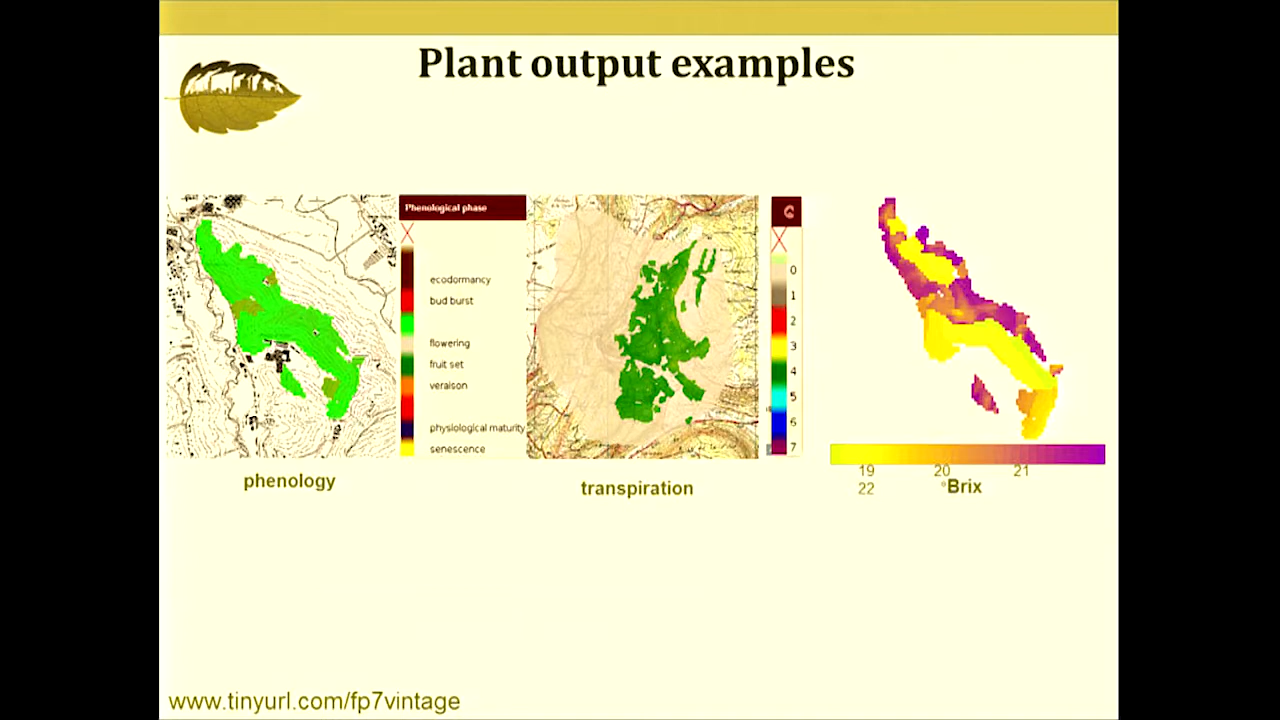 Plant output examples
Phenological phase
ecodormancy
bud burst
flowering
fruit set
veraison
physiological maturity
senescence
0
1
2
3
4
5
6
7
19 20 21
22 °Brix
phenology
transpiration
www.tinyurl.com/fp7vintage